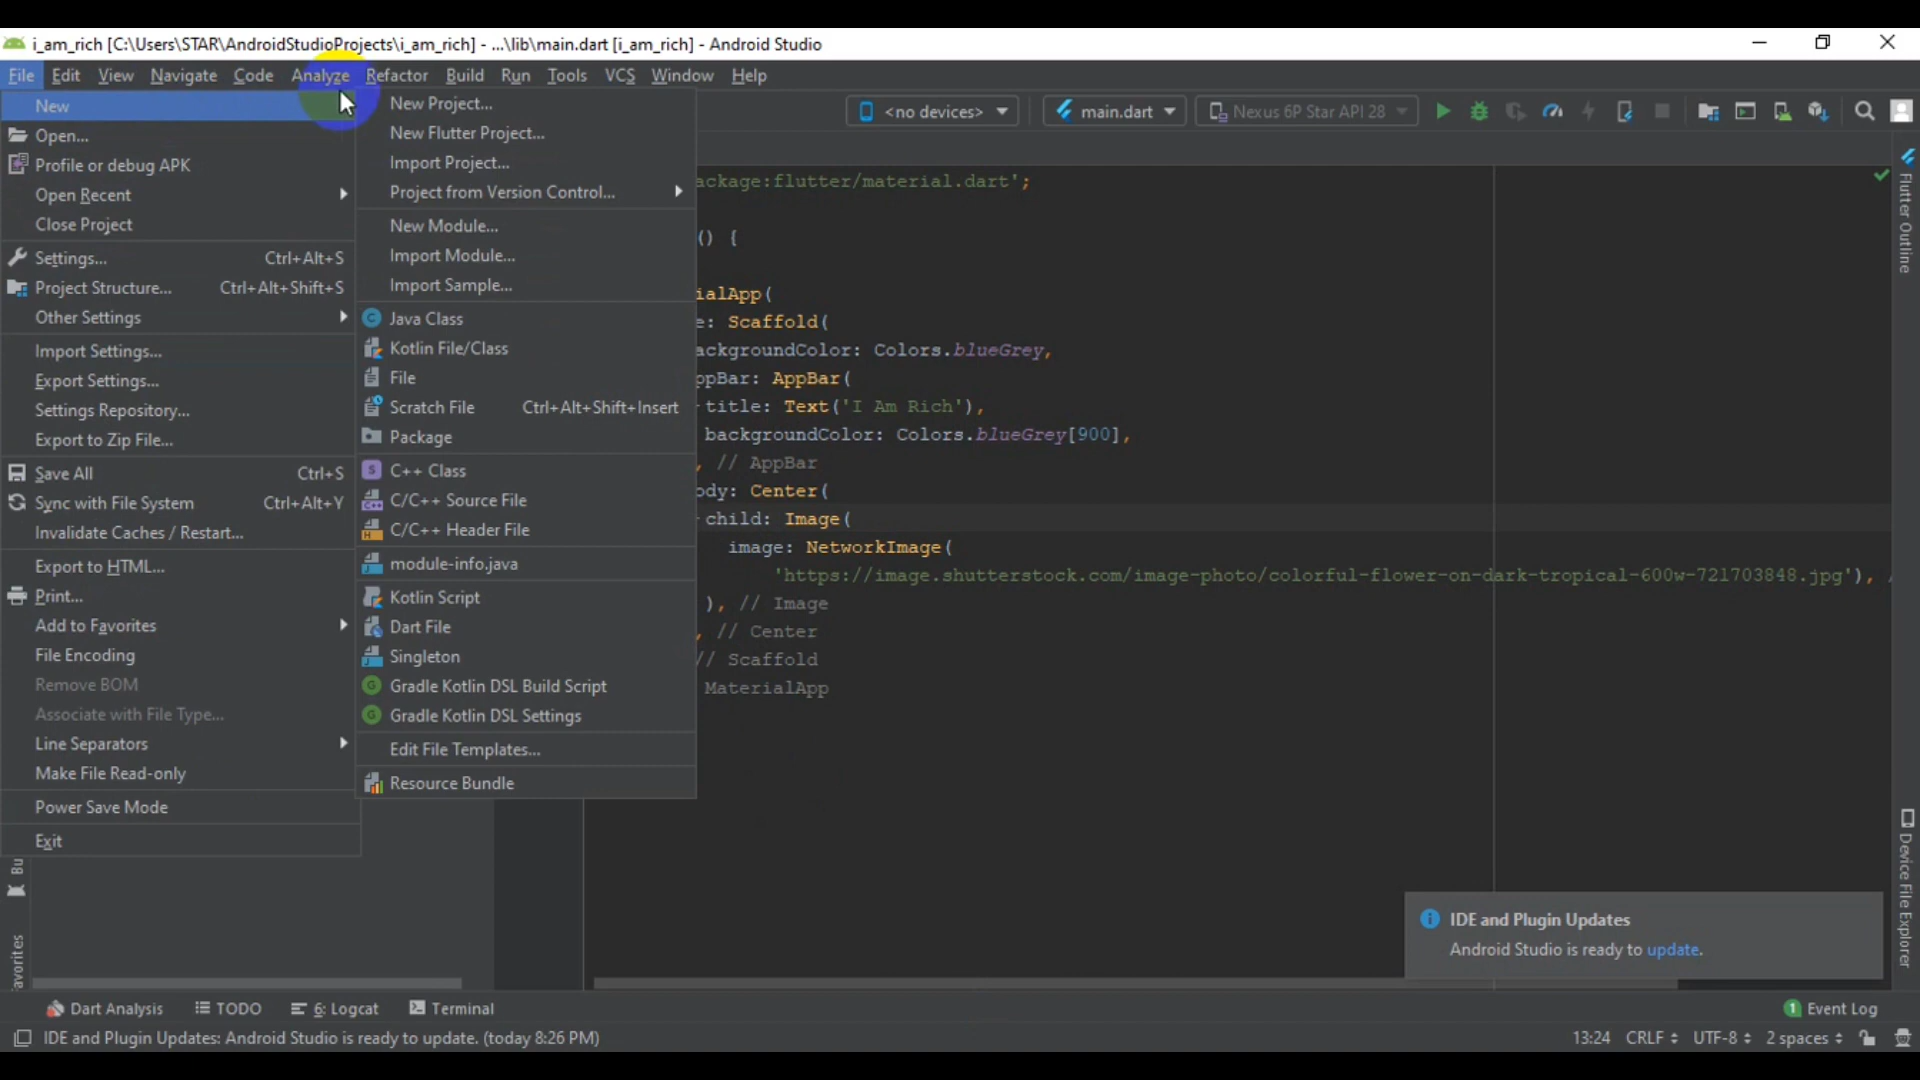 i_am_rich [C:\Users\STAR\AndroidStudioProjects\i_am_rich] - ...\lib\main.dart [i_am_rich] - Android Studio
File Edit View Navigate Code Analyze Refactor Build Run Tools VCS Window Help
<no devices> main.dart Nexus 6P Star API 28
New
Open...
Profile or debug APK
Open Recent
Close Project
Settings... Ctrl+Alt+S
Project Structure... Ctrl+Alt+Shift+S
Other Settings
Import Settings...
Export Settings...
Settings Repository...
Export to Zip File...
Save All Ctrl+S
Sync with File System Ctrl+Alt+Y
Invalidate Caches / Restart...
Export to HTML...
Print...
Add to Favorites
File Encoding
Remove BOM
Associate with File Type...
Line Separators
Make File Read-only
Power Save Mode
Exit
New Project...
New Flutter Project...
Import Project...
Project from Version Control...
New Module...
Import Module...
Import Sample...
Java Class
Kotlin File/Class
File
Scratch File Ctrl+Alt+Shift+Insert
Package
C++ Class
C/C++ Source File
C/C++ Header File
module-info.java
Kotlin Script
Dart File
Singleton
Gradle Kotlin DSL Build Script
Gradle Kotlin DSL Settings
Edit File Templates...
Resource Bundle
ackage:flutter/material.dart';
() {
ialApp(
e: Scaffold(
ackgroundColor: Colors.blueGrey,
ppBar: AppBar(
title: Text('I Am Rich'),
backgroundColor: Colors.blueGrey[900],
, // AppBar
ody: Center(
child: Image(
image: NetworkImage(
'https://image.shutterstock.com/image-photo/colorful-flower-on-dark-tropical-600w-721703848.jpg'), /
), // Image
, // Center
// Scaffold
MaterialApp
Flutter Outline
Device File Explorer
Bu
avorites
IDE and Plugin Updates
Android Studio is ready to update.
Dart Analysis TODO 6: Logcat Terminal 1 Event Log
IDE and Plugin Updates: Android Studio is ready to update. (today 8:26 PM) 13:24 CRLF UTF-8 2 spaces